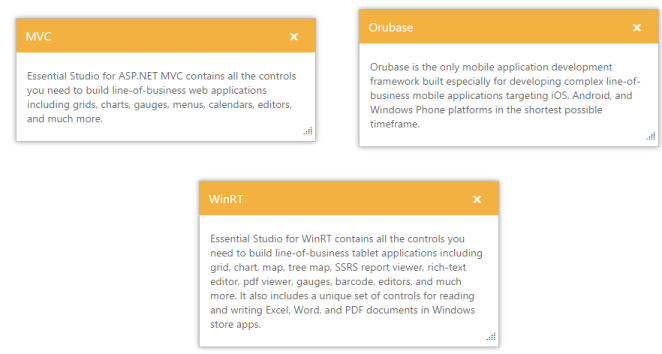 MVC
Essential Studio for ASP.NET MVC contains all the controls
you need to build line-of-business web applications
including grids, charts, gauges, menus, calendars, editors,
and much more.
Orubase
Orubase is the only mobile application development
framework built especially for developing complex line-of-
business mobile applications targeting iOS, Android, and
Windows Phone platforms in the shortest possible
timeframe.
WinRT
Essential Studio for WinRT contains all the controls you
need to build line-of-business tablet applications including
grid, chart, map, tree map, SSRS report viewer, rich-text
editor, pdf viewer, gauges, barcode, editors, and much
more. It also includes a unique set of controls for reading
and writing Excel, Word, and PDF documents in Windows
store apps.